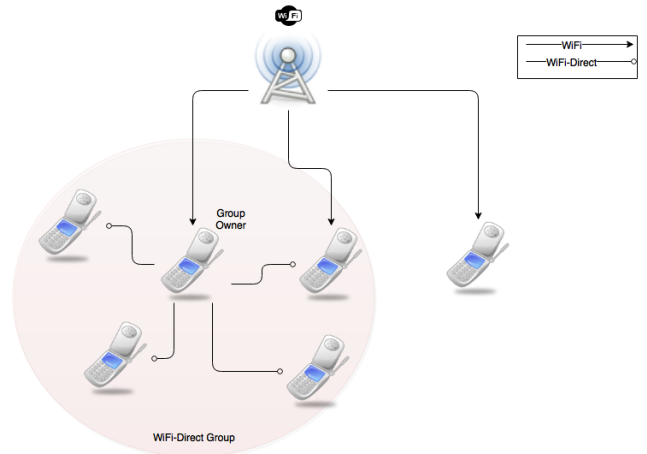 Wi Fi
WiFi
WiFi-Direct
Group
Owner
WiFi-Direct Group